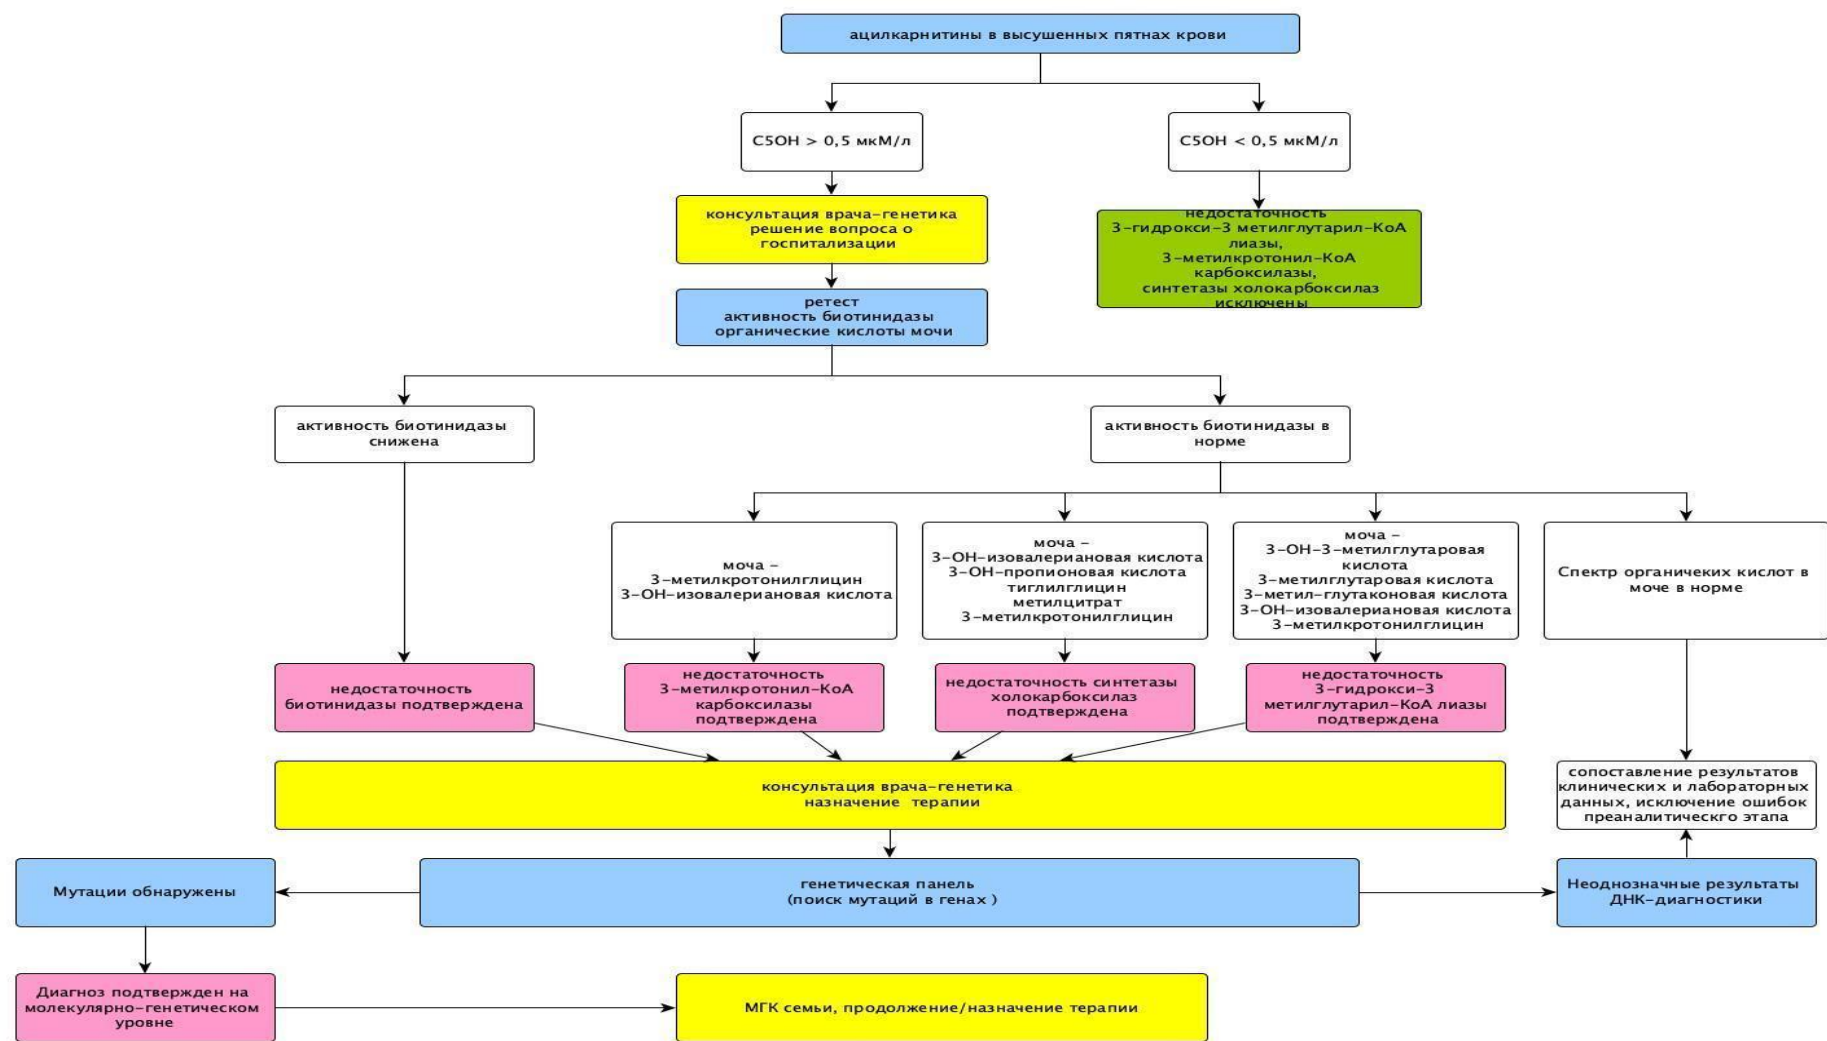 ацилкарнитины в высушенных пятнах крови
С5ОН > 0,5 мкМ/л
С5ОН < 0,5 мкМ/л
консультация врача-генетика
решение вопроса о
госпитализации
недостаточность
3-гидрокси-3 метилглутарил-КоА
лиазы,
3-метилкротонил-КоА
карбоксилазы,
синтетазы холокарбоксилаз
исключены
ретест
активность биотинидазы
органические кислоты мочи
активность биотинидазы
снижена
активность биотинидазы в
норме
моча -
3-метилкротонилглицин
3-ОН-изовалериановая кислота
моча -
3-ОН-изовалериановая кислота
3-ОН-пропионовая кислота
тиглилглицин
метилцитрат
3-метилкротонилглицин
моча -
3-ОН-3-метилглутаровая
кислота
3-метилглутаровая кислота
3-метил-глутаконовая кислота
3-ОН-изовалериановая кислота
3-метилкротонилглицин
Спектр органичеких кислот в
моче в норме
недостаточность
биотинидазы подтверждена
недостаточность
3-метилкротонил-КоА
карбоксилазы
подтверждена
недостаточность синтетазы
холокарбоксилаз
подтверждена
недостаточность
3-гидрокси-3
метилглутарил-КоА лиазы
подтверждена
консультация врача-генетика
назначение терапии
сопоставление результатов
клинических и лабораторных
данных, исключение ошибок
преаналитическго этапа
Мутации обнаружены
генетическая панель
(поиск мутаций в генах )
Неоднозначные результаты
ДНК-диагностики
Диагноз подтвержден на
молекулярно-генетическом
уровне
МГК семьи, продолжение/назначение терапии